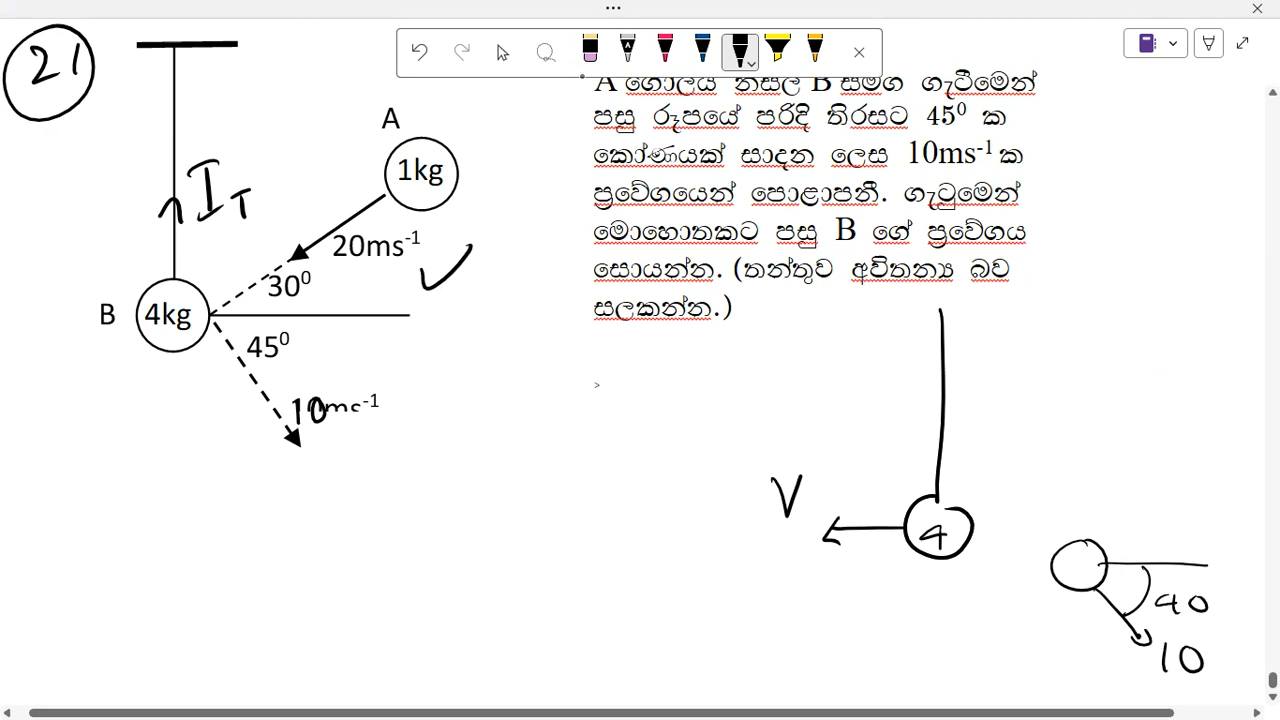 21
A
1kg
I T
20ms-1
30⁰
B
4kg
45⁰
10ms-1
A ගෝලය නිසල B සමග ගැටීමෙන්
පසු රූපයේ පරිදි තිරසට 45⁰ ක
කෝණයක් සාදන ලෙස 10ms-1 ක
ප්‍රවේගයෙන් පොළාපනී. ගැටුමෙන්
මොහොතකට පසු B ගේ ප්‍රවේගය
සොයන්න. (තන්තුව අවිතන්‍ය බව
සලකන්න.)
V
4
40
10